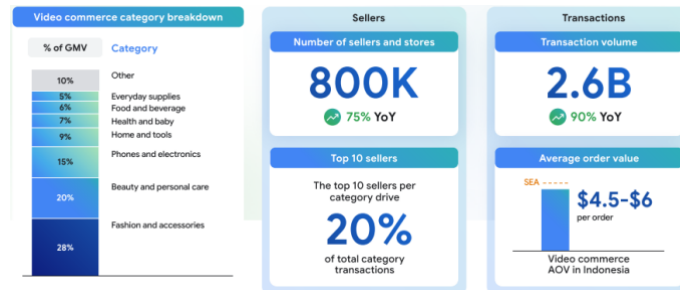 Video commerce category breakdown
% of GMV
Category
10%
Other
5%
Everyday supplies
6%
Food and beverage
7%
Health and baby
9%
Home and tools
15%
Phones and electronics
20%
Beauty and personal care
28%
Fashion and accessories
Sellers
Number of sellers and stores
800K
75% YoY
Top 10 sellers
The top 10 sellers per
category drive
20%
of total category
transactions
Transactions
Transaction volume
2.6B
90% YoY
Average order value
SEA
$4.5-$6
per order
Video commerce
AOV in Indonesia